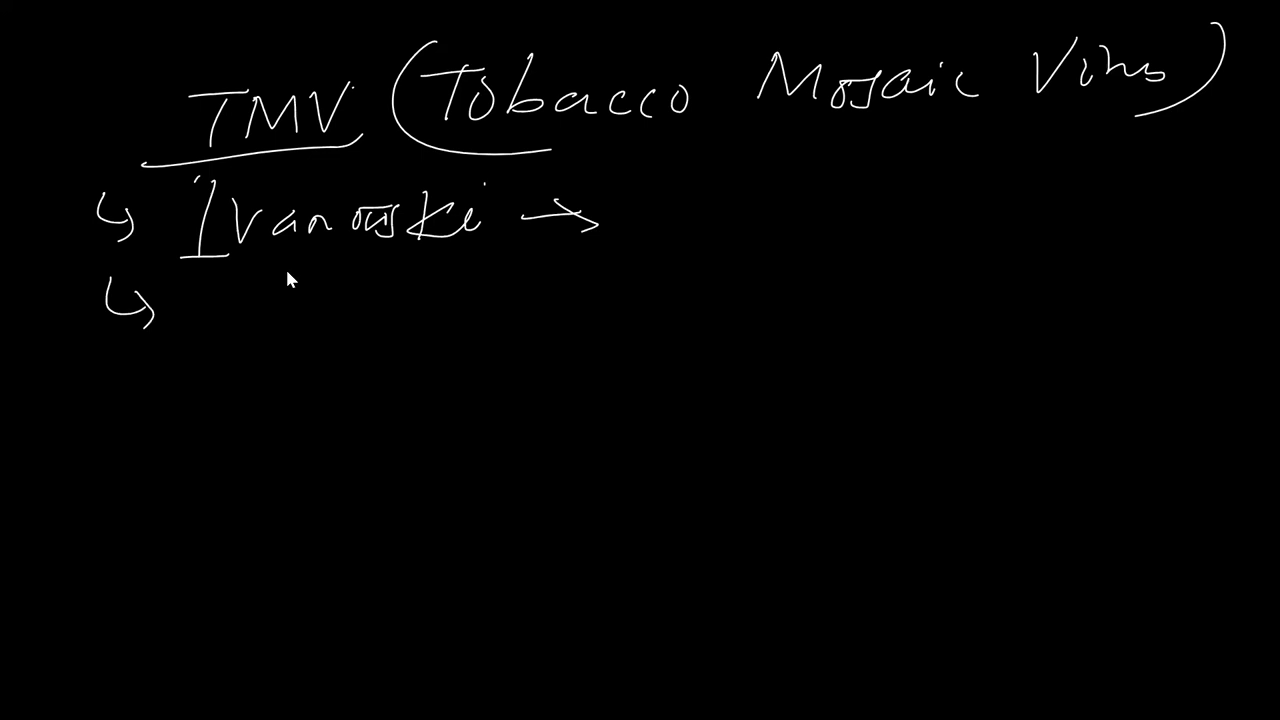 TMV (Tobacco Mosaic Virus)
↳ Ivanowski →
↳